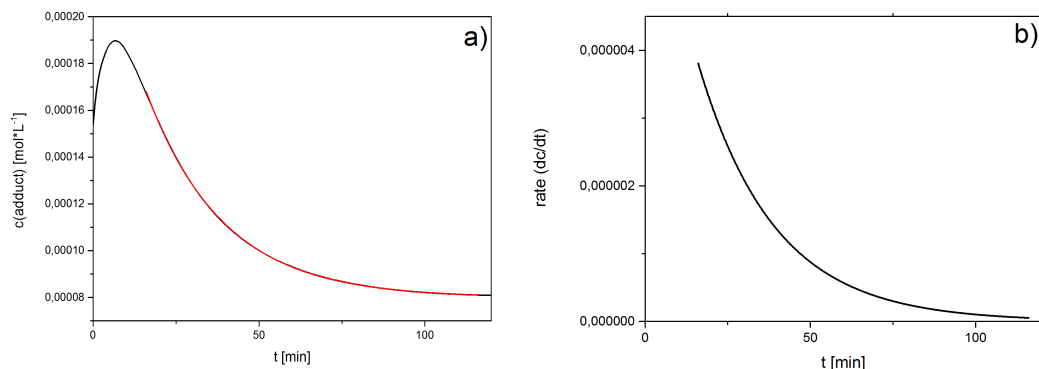 a)
c(adduct) [mol*L⁻¹]
0,00020
0,00018
0,00016
0,00014
0,00012
0,00010
0,00008
0
50
100
t [min]
b)
rate (dc/dt)
0,000004
0,000002
0,000000
0
50
100
t [min]